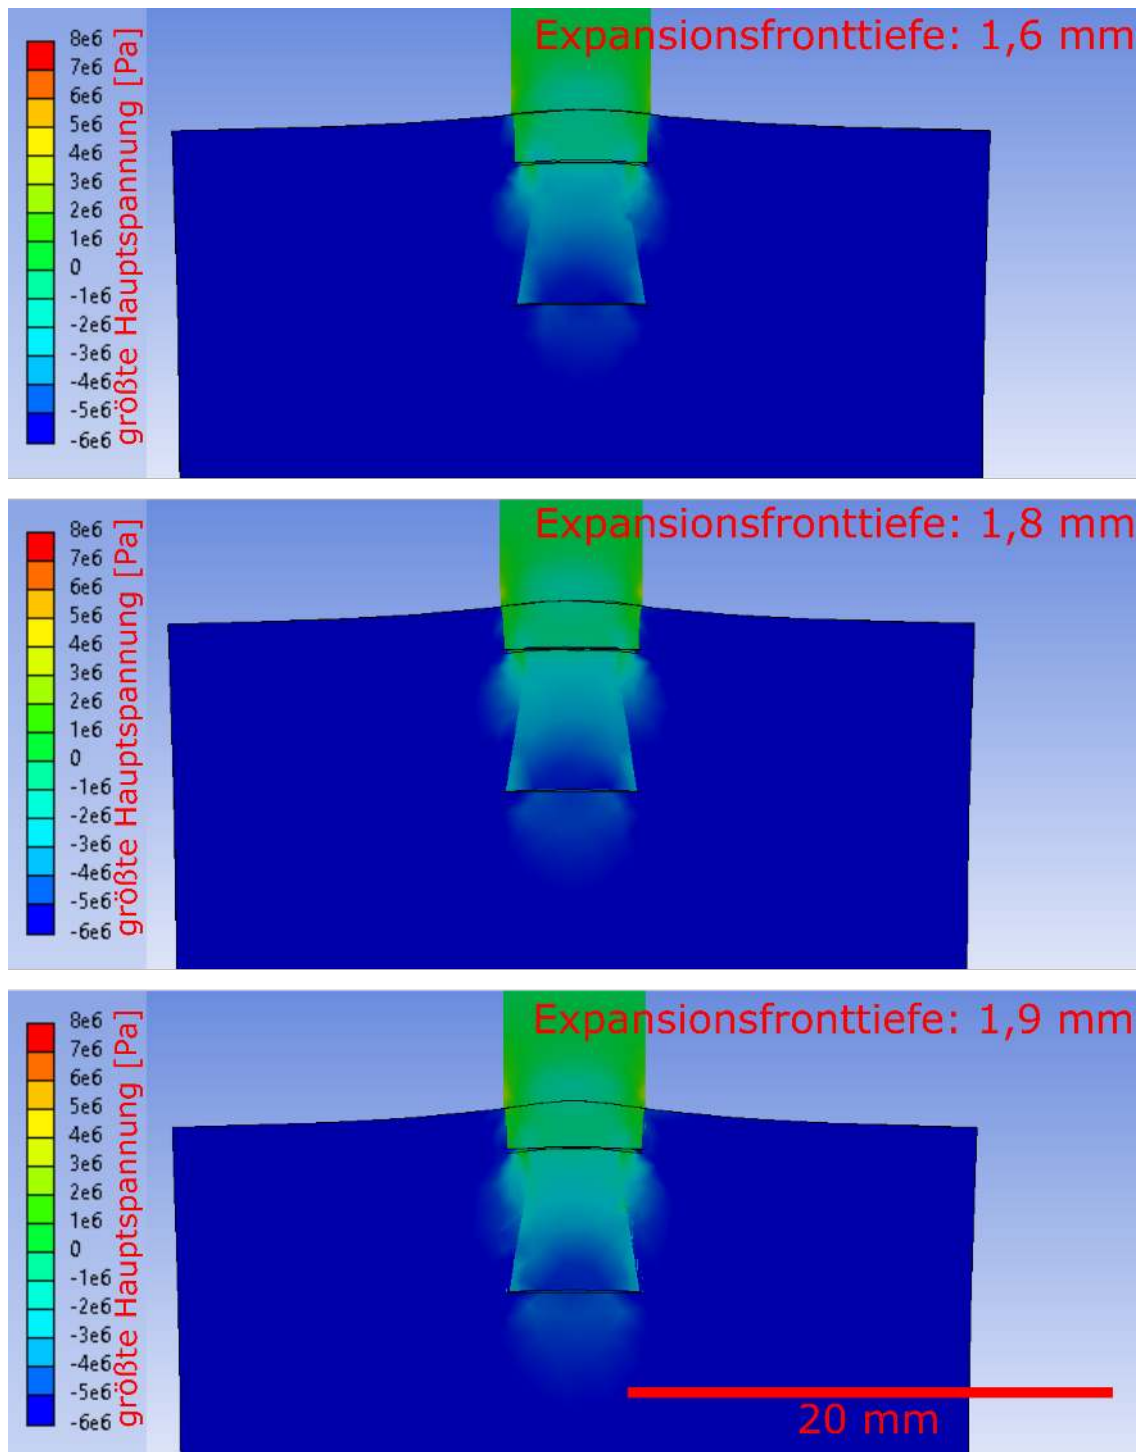 Expansionsfronttiefe: 1,6 mm
größte Hauptspannung [Pa]
8e6
7e6
6e6
5e6
4e6
3e6
2e6
1e6
0
-1e6
-2e6
-3e6
-4e6
-5e6
-6e6
Expansionsfronttiefe: 1,8 mm
größte Hauptspannung [Pa]
8e6
7e6
6e6
5e6
4e6
3e6
2e6
1e6
0
-1e6
-2e6
-3e6
-4e6
-5e6
-6e6
Expansionsfronttiefe: 1,9 mm
größte Hauptspannung [Pa]
8e6
7e6
6e6
5e6
4e6
3e6
2e6
1e6
0
-1e6
-2e6
-3e6
-4e6
-5e6
-6e6
20 mm